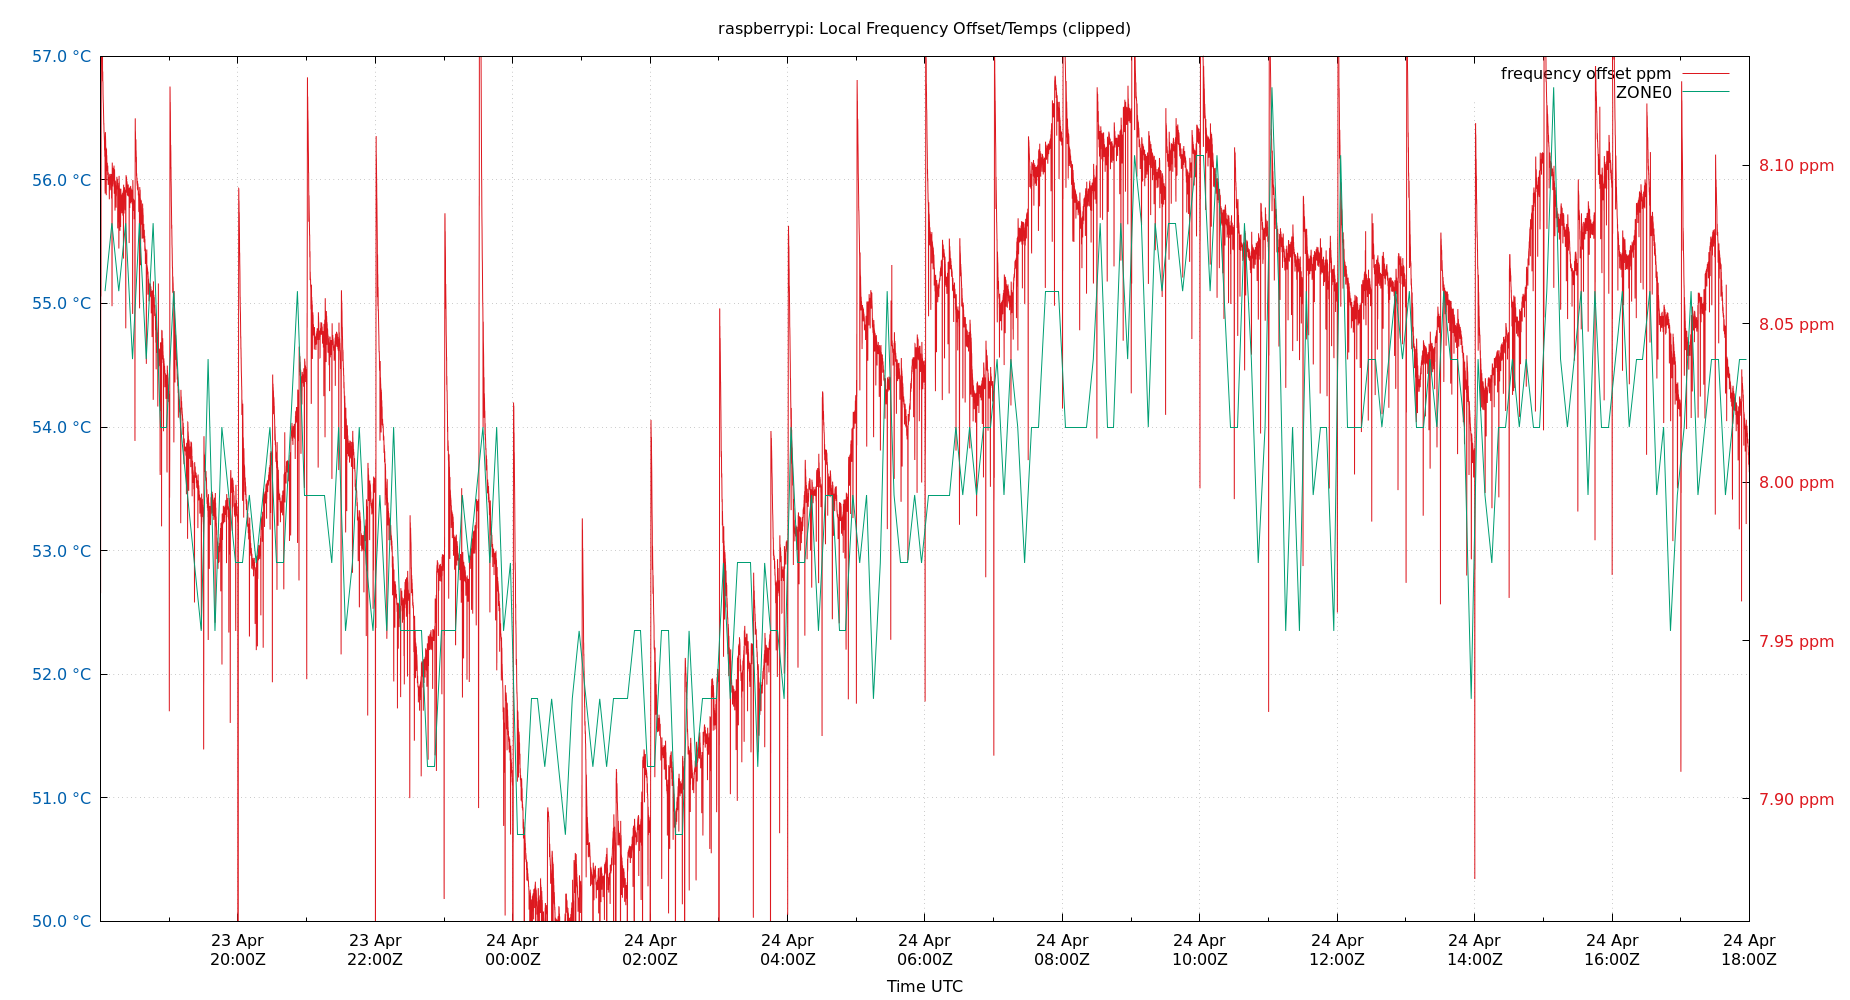 raspberrypi: Local Frequency Offset/Temps (clipped)
57.0 °C
56.0 °C
55.0 °C
54.0 °C
53.0 °C
52.0 °C
51.0 °C
50.0 °C
frequency offset ppm
ZONE0
8.10 ppm
8.05 ppm
8.00 ppm
7.95 ppm
7.90 ppm
23 Apr 23 Apr 24 Apr 24 Apr 24 Apr 24 Apr 24 Apr 24 Apr 24 Apr 24 Apr 24 Apr 24 Apr
20:00Z 22:00Z 00:00Z 02:00Z 04:00Z 06:00Z 08:00Z 10:00Z 12:00Z 14:00Z 16:00Z 18:00Z
Time UTC